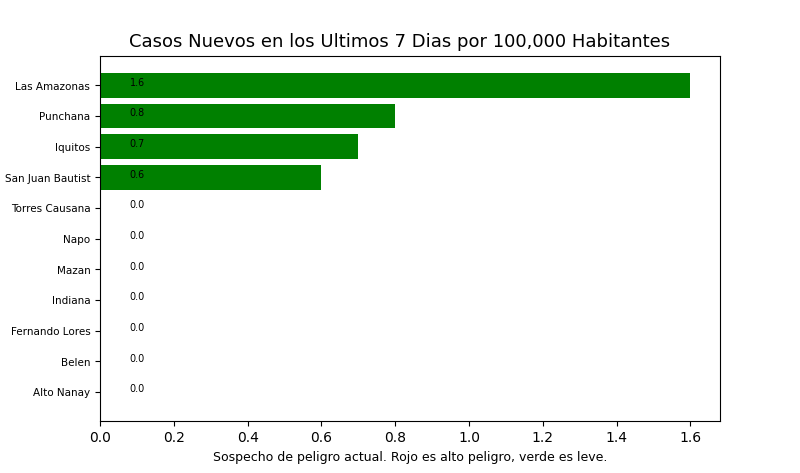 Casos Nuevos en los Ultimos 7 Dias por 100,000 Habitantes
Las Amazonas 1.6
Punchana 0.8
Iquitos 0.7
San Juan Bautist 0.6
Torres Causana 0.0
Napo 0.0
Mazan 0.0
Indiana 0.0
Fernando Lores 0.0
Belen 0.0
Alto Nanay 0.0
0.0 0.2 0.4 0.6 0.8 1.0 1.2 1.4 1.6
Sospecho de peligro actual. Rojo es alto peligro, verde es leve.